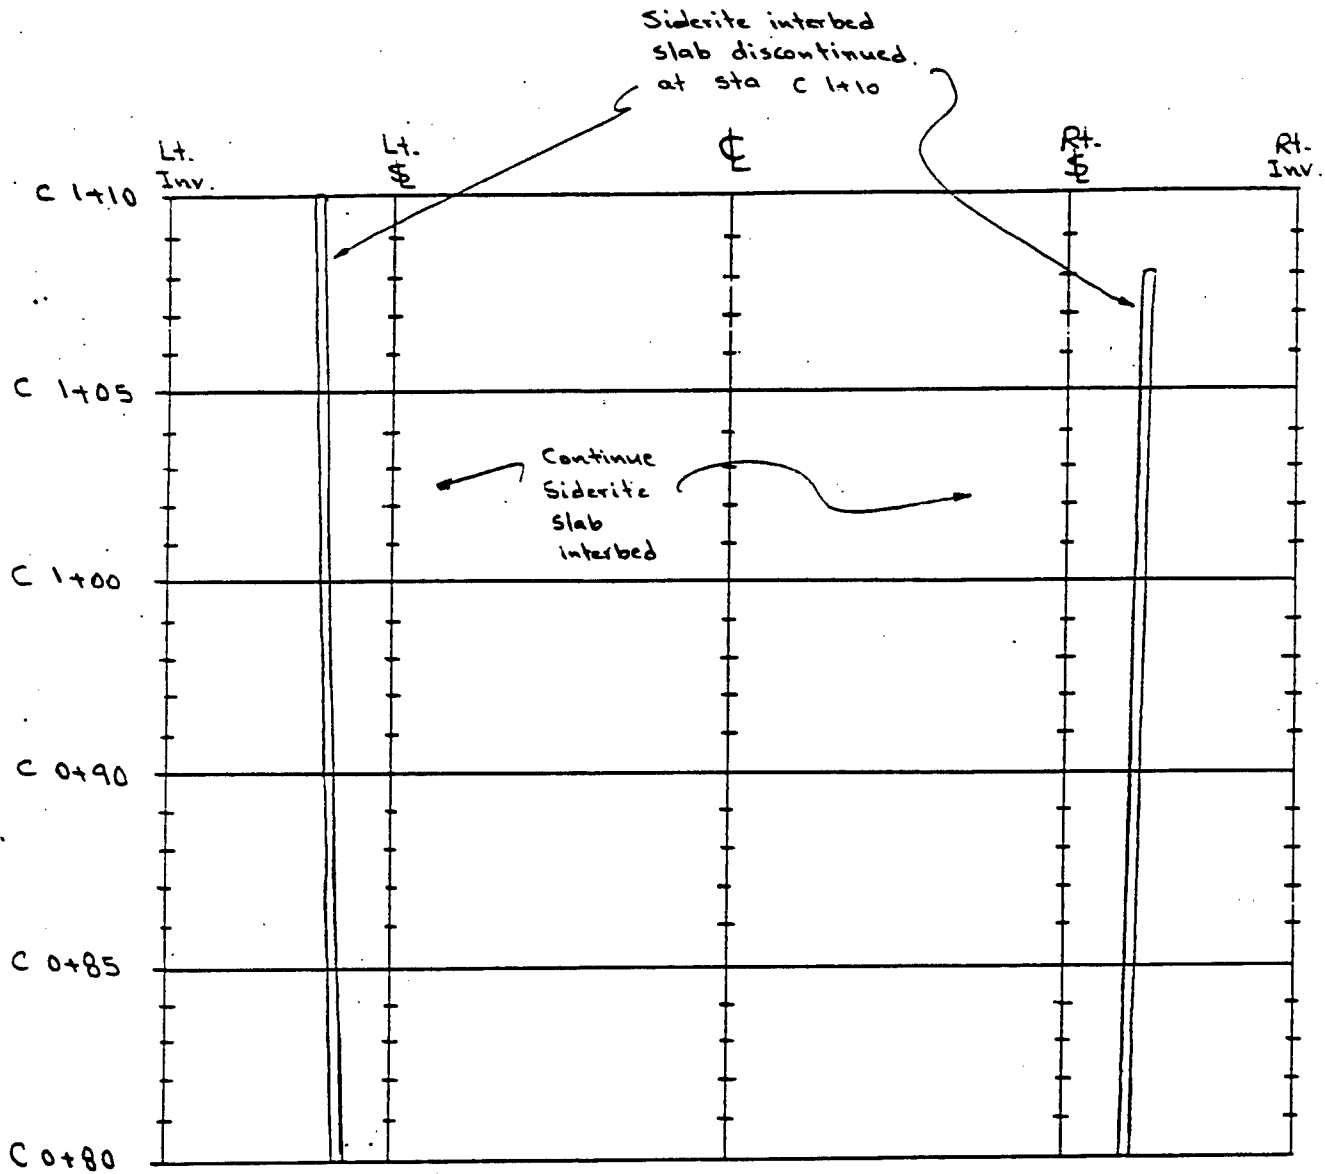 Siderite interbed
slab discontinued.
at sta C 1+10
Lt.
Inv.
Lt.
℄
Rt.
Rt.
Inv.
C 1+10
C 1+05
Continue
Siderite
slab
interbed
C 1+00
C 0+90
C 0+85
C 0+80